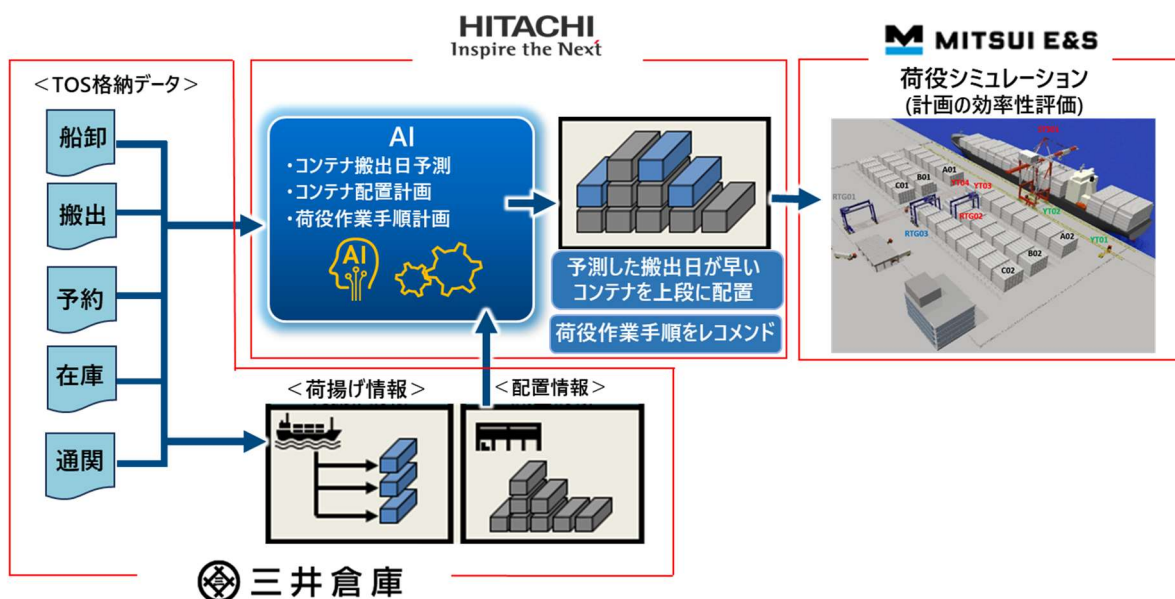 HITACHI
Inspire the Next
MITSUI E&S
＜TOS格納データ＞
船卸
搬出
予約
在庫
通関
AI
・コンテナ搬出日予測
・コンテナ配置計画
・荷役作業手順計画
AI
予測した搬出日が早い
コンテナを上段に配置
荷役作業手順をレコメンド
荷役シミュレーション
(計画の効率性評価)
A01
B01
C01
YT04
YT03
RTG01
RTG02
RTG03
YT02
YT01
A02
B02
C02
＜荷揚げ情報＞
＜配置情報＞
三井倉庫